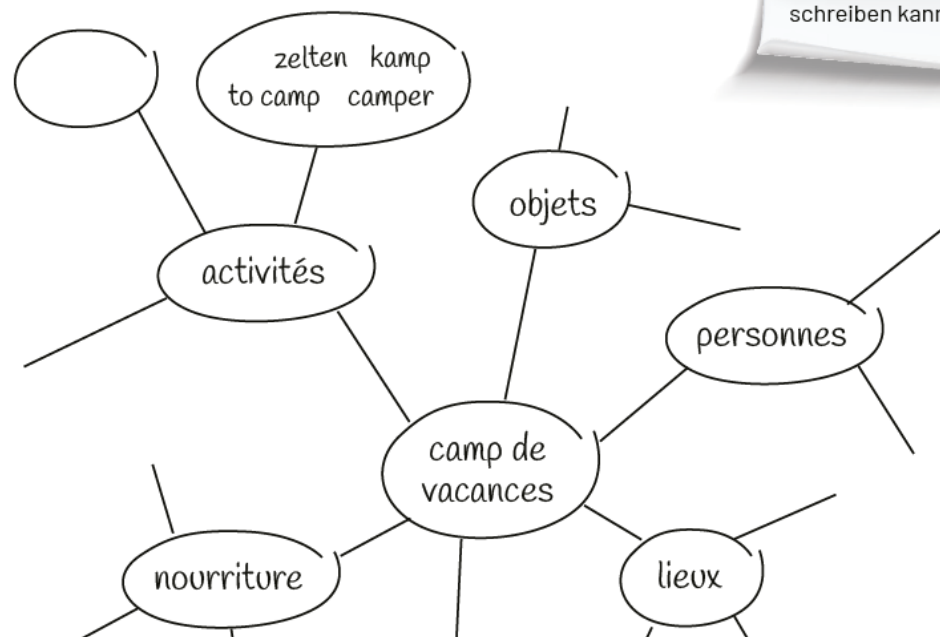 schreiben kann
zelten kamp
to camp camper
objets
activités
personnes
camp de
vacances
nourriture
lieux